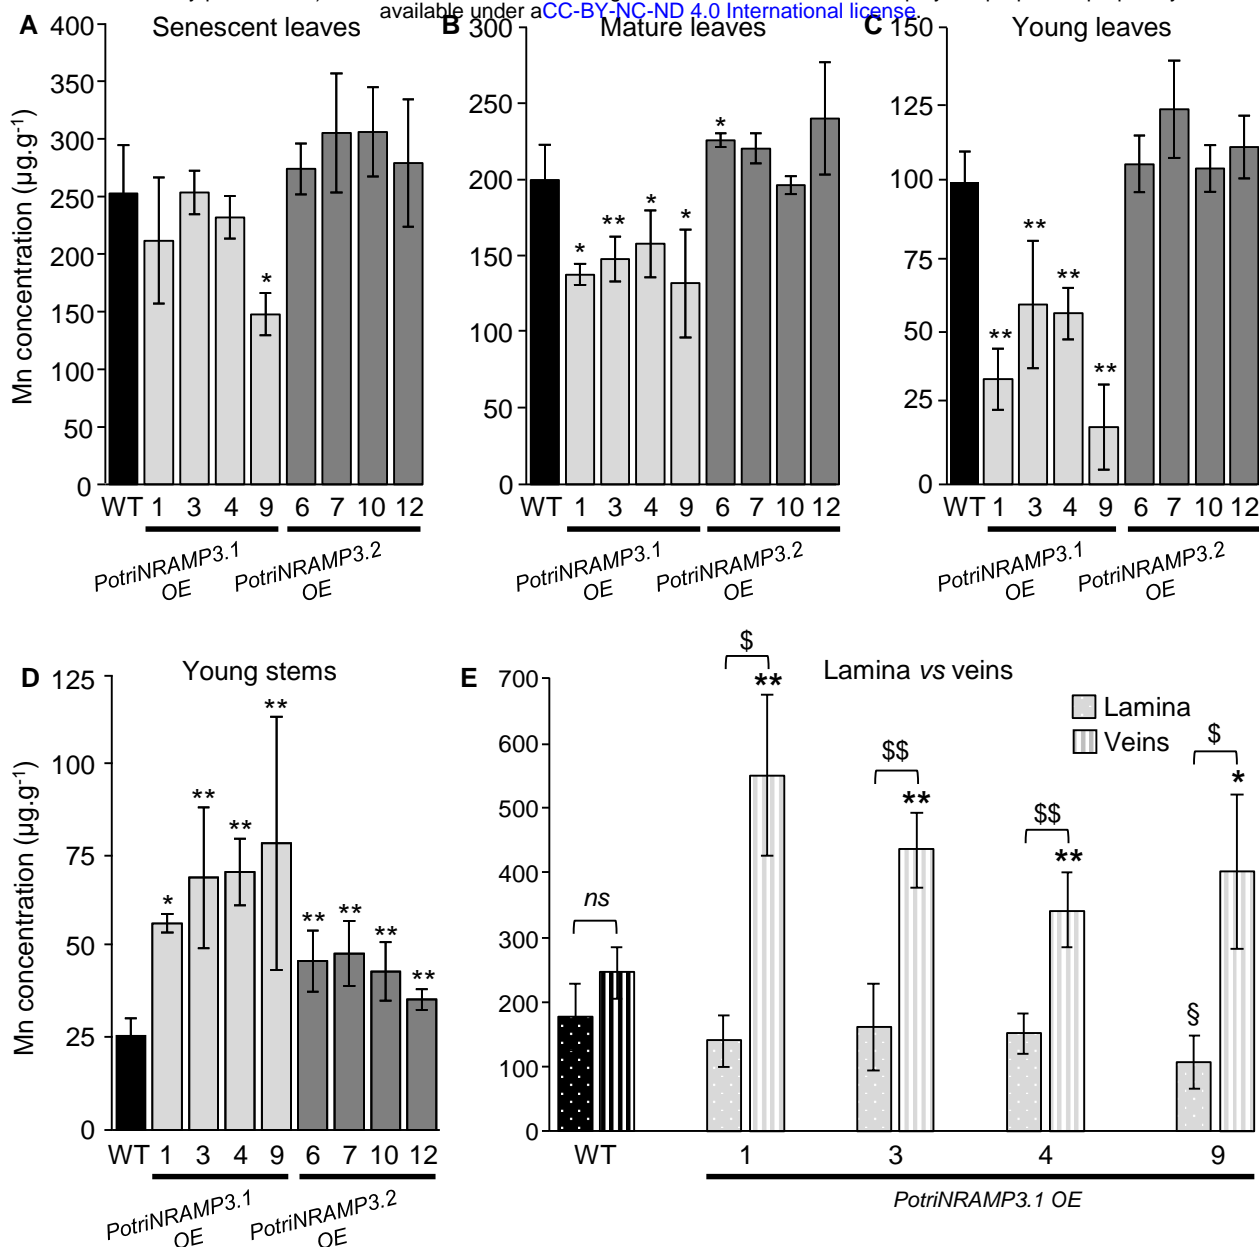 available under aCC-BY-NC-ND 4.0 International license.
A Senescent leaves
Mn concentration (µg.g-1)
400
350
300
250
200
150
100
50
0
*
WT 1 3 4 9 6 7 10 12
PotriNRAMP3.1 OE
PotriNRAMP3.2 OE
B Mature leaves
300
250
200
150
100
50
0
* ** * * *
WT 1 3 4 9 6 7 10 12
PotriNRAMP3.1 OE
PotriNRAMP3.2 OE
C Young leaves
150
125
100
75
50
25
0
** ** ** **
WT 1 3 4 9 6 7 10 12
PotriNRAMP3.1 OE
PotriNRAMP3.2 OE
D Young stems
Mn concentration (µg.g-1)
125
100
75
50
25
0
* ** ** ** ** ** ** **
WT 1 3 4 9 6 7 10 12
PotriNRAMP3.1 OE
PotriNRAMP3.2 OE
E Lamina vs veins
Lamina
Veins
700
600
500
400
300
200
100
0
ns
$
**
$$
**
$$
**
$
*
§
WT 1 3 4 9
PotriNRAMP3.1 OE